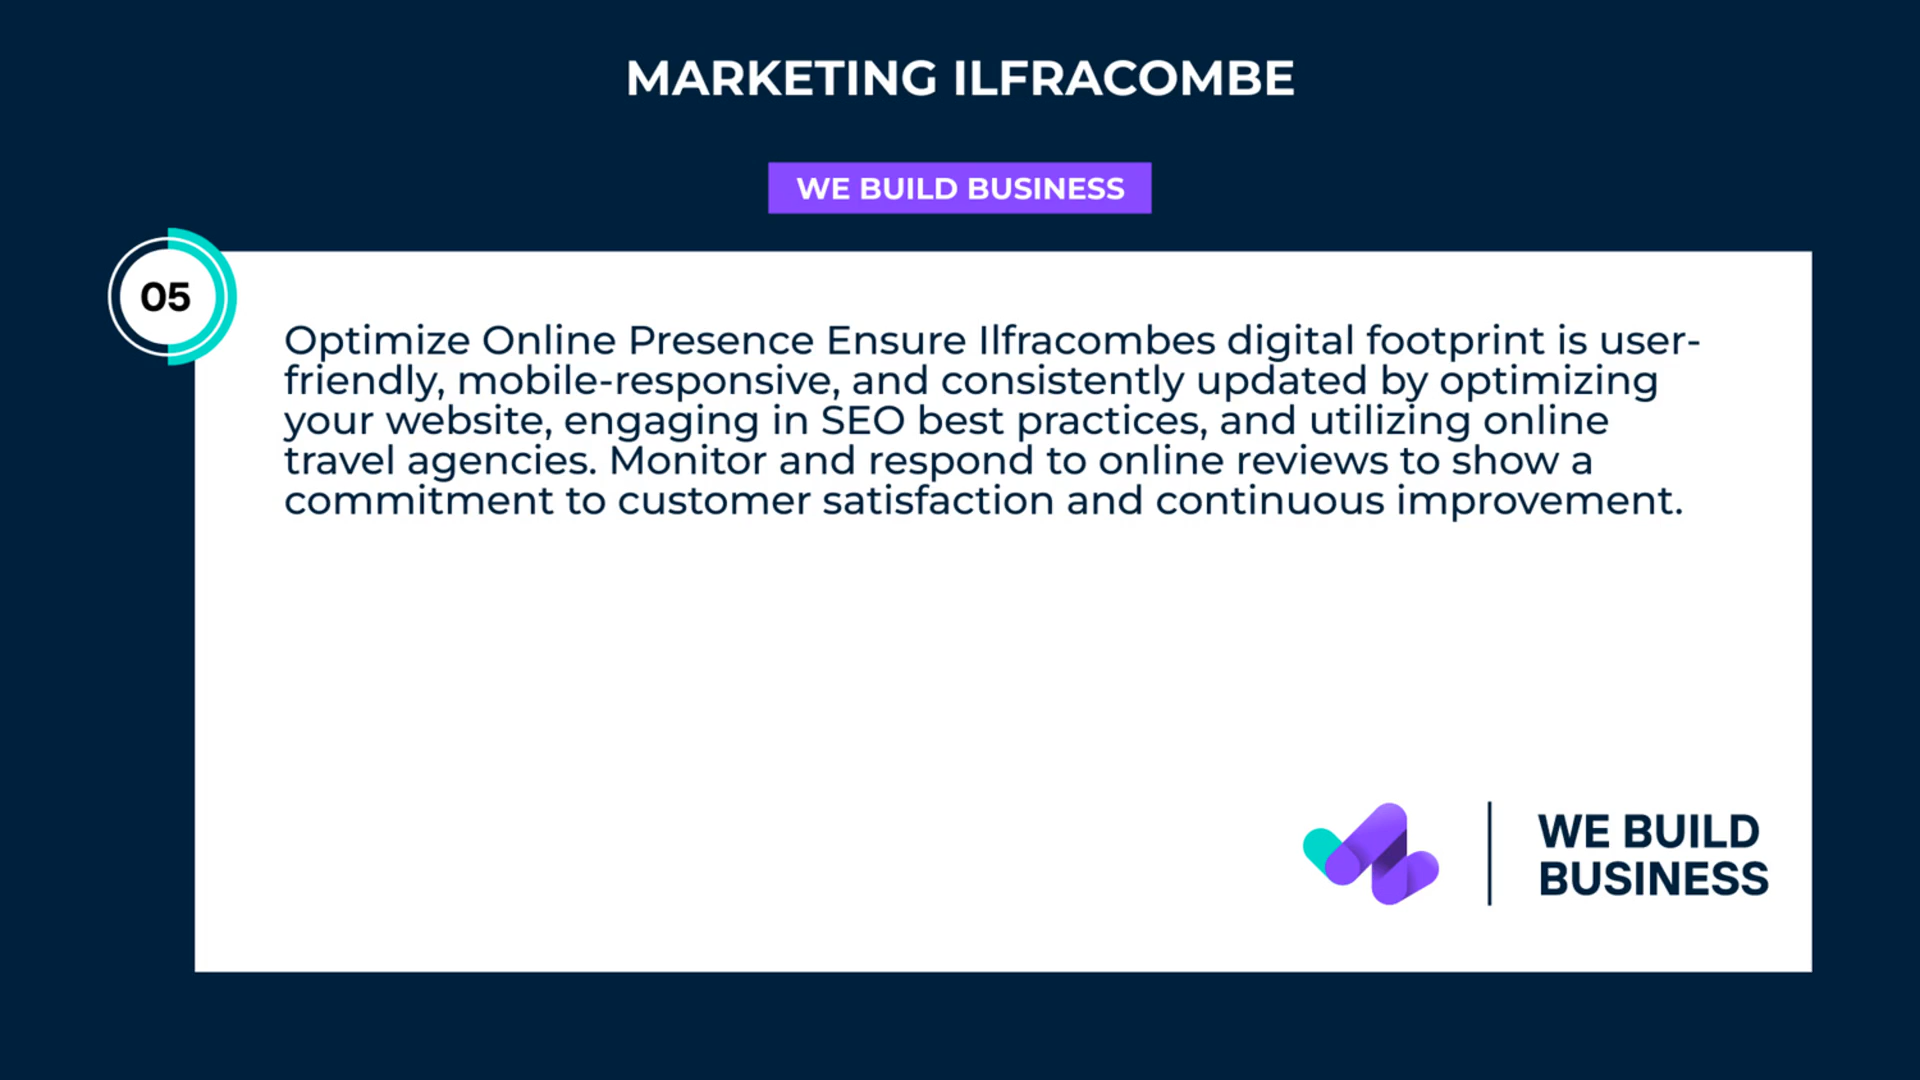 MARKETING ILFRACOMBE
WE BUILD BUSINESS
05
Optimize Online Presence Ensure Ilfracombes digital footprint is user-
friendly, mobile-responsive, and consistently updated by optimizing
your website, engaging in SEO best practices, and utilizing online
travel agencies. Monitor and respond to online reviews to show a
commitment to customer satisfaction and continuous improvement.
WE BUILD
BUSINESS